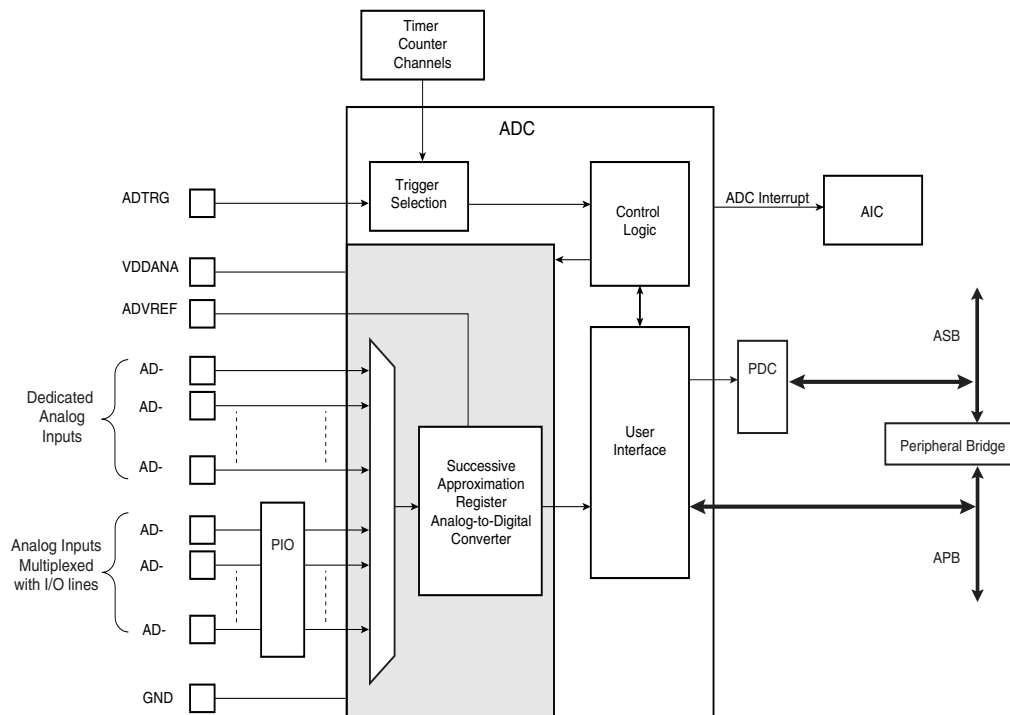 Timer
Counter
Channels
ADC
ADTRG
Trigger
Selection
Control
Logic
ADC Interrupt
AIC
VDDANA
ADVREF
ASB
Dedicated
Analog
Inputs
AD-
AD-
AD-
PDC
User
Interface
Peripheral Bridge
Successive
Approximation
Register
Analog-to-Digital
Converter
Analog Inputs
Multiplexed
with I/O lines
AD-
AD-
AD-
PIO
APB
GND